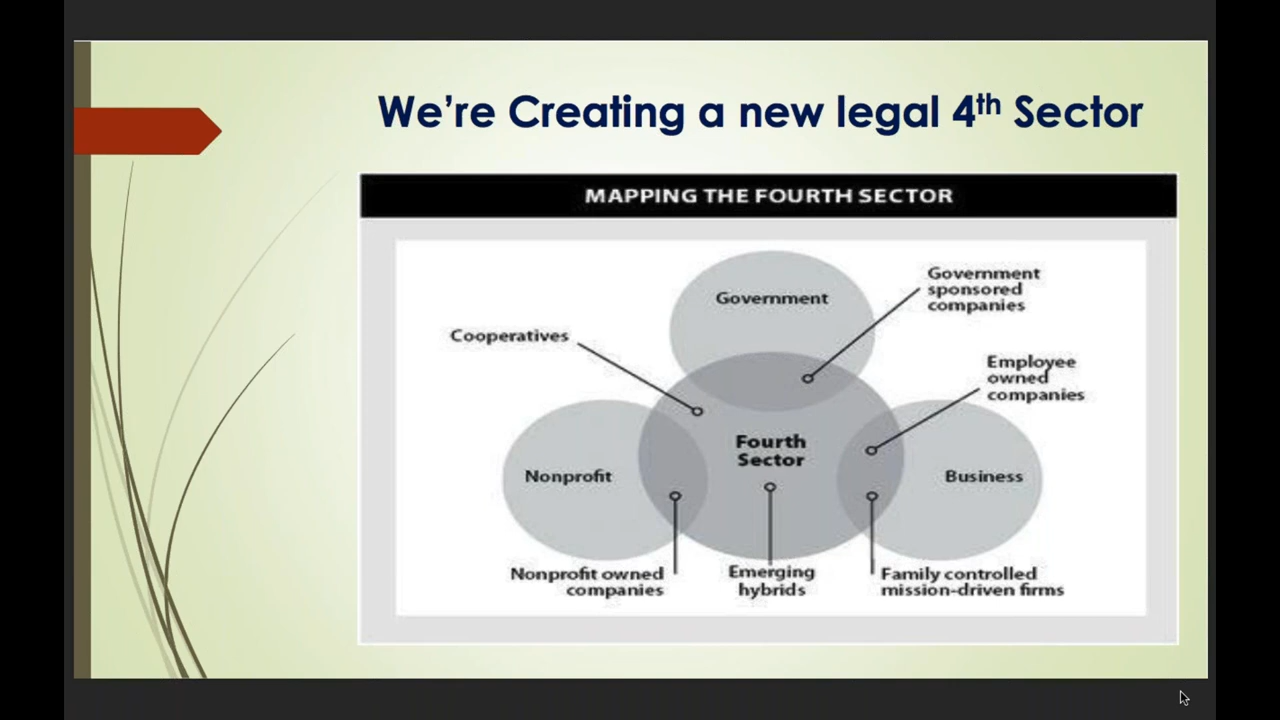 We're Creating a new legal 4th Sector
MAPPING THE FOURTH SECTOR
Government
Government
sponsored
companies
Cooperatives
Employee
owned
companies
Fourth
Sector
Nonprofit
Business
Nonprofit owned
companies
Emerging
hybrids
Family controlled
mission-driven firms